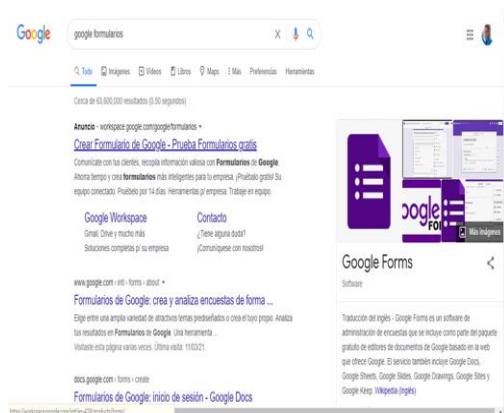 Google
google formularios
Todo Imágenes Vídeos Libros Maps Más Preferencias Herramientas
Cerca de 63,600,000 resultados (0.50 segundos)
Anuncio · workspace.google.com/google/formularios
Crear Formulario de Google - Prueba Formularios gratis
Comunícate con tus clientes, recopila información valiosa con Formularios de Google.
Ahorra tiempo y crea formularios más inteligentes para tu empresa. ¡Pruébalo gratis! Su
equipo conectado. Pruébelo por 14 días. Herramientas p/ empresa. Trabaje en equipo.
Google Workspace
Gmail, Drive y mucho más
Soluciones completas p/ su empresa
Contacto
¿Tiene alguna duda?
¡Comuníquese con nosotros!
www.google.com › intl › forms › about
Formularios de Google: crea y analiza encuestas de forma ...
Elige entre una amplia variedad de atractivos temas prediseñados o crea el tuyo propio. Analiza
tus resultados en Formularios de Google. Una herramienta ...
Visitaste esta página varias veces. Última visita: 11/03/21.
docs.google.com › forms › create
Formularios de Google: inicio de sesión - Google Docs
oogle
FO
Más imágenes
Google Forms
Software
Traducción del inglés - Google Forms es un software de
administración de encuestas que se incluye como parte del paquete
gratuito de editores de documentos de Google basado en la web
que ofrece Google. El servicio también incluye Google Docs,
Google Sheets, Google Slides, Google Drawings, Google Sites y
Google Keep. Wikipedia (inglés)